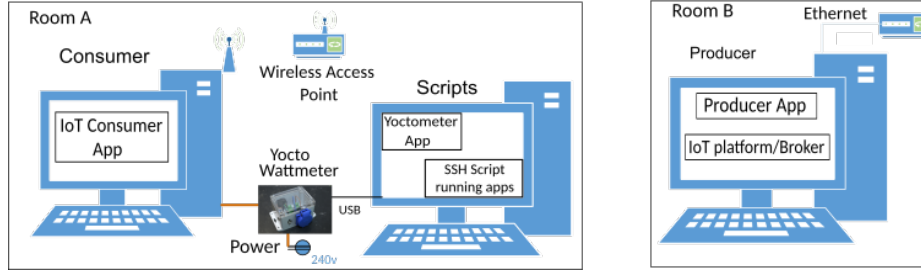 Room A
Consumer
Wireless Access
Point
Scripts
IoT Consumer
App
Yoctometer
App
SSH Script
running apps
Yocto
Wattmeter
USB
Power
240v
Room B
Ethernet
Producer
Producer App
IoT platform/Broker